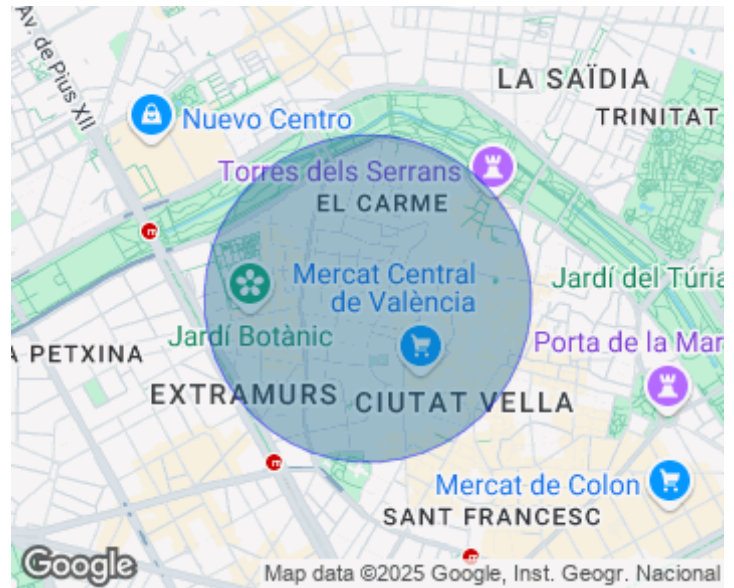 Av. de Pius XII
LA SAÏDIA
TRINITAT
Nuevo Centro
Torres dels Serrans
EL CARME
Mercat Central
de València
Jardí del Túria
Jardí Botànic
Porta de la Mar
A PETXINA
EXTRAMURS
CIUTAT VELLA
Mercat de Colon
SANT FRANCESC
Google
Map data ©2025 Google, Inst. Geogr. Nacional